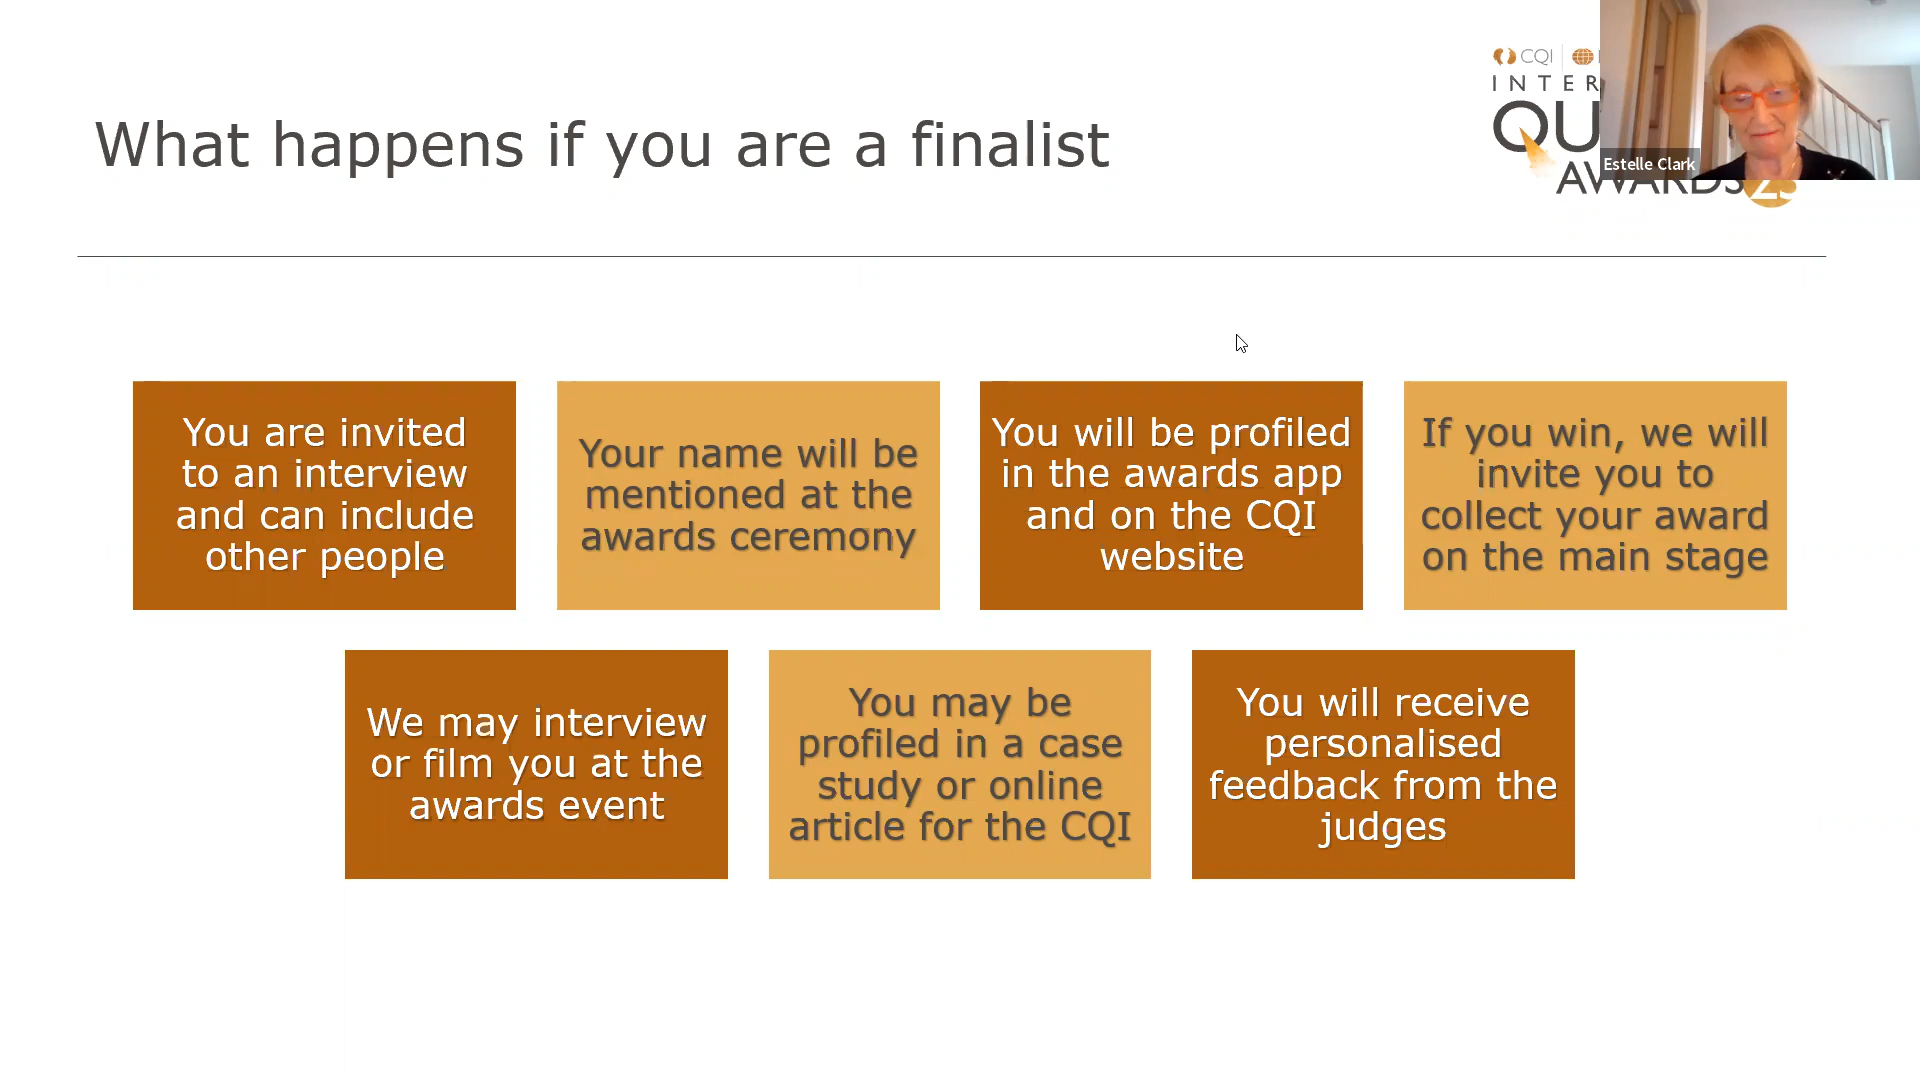 What happens if you are a finalist
CQI
INTER
QU
AWARDS 25
Estelle Clark
You are invited
to an interview
and can include
other people
Your name will be
mentioned at the
awards ceremony
You will be profiled
in the awards app
and on the CQI
website
If you win, we will
invite you to
collect your award
on the main stage
We may interview
or film you at the
awards event
You may be
profiled in a case
study or online
article for the CQI
You will receive
personalised
feedback from the
judges